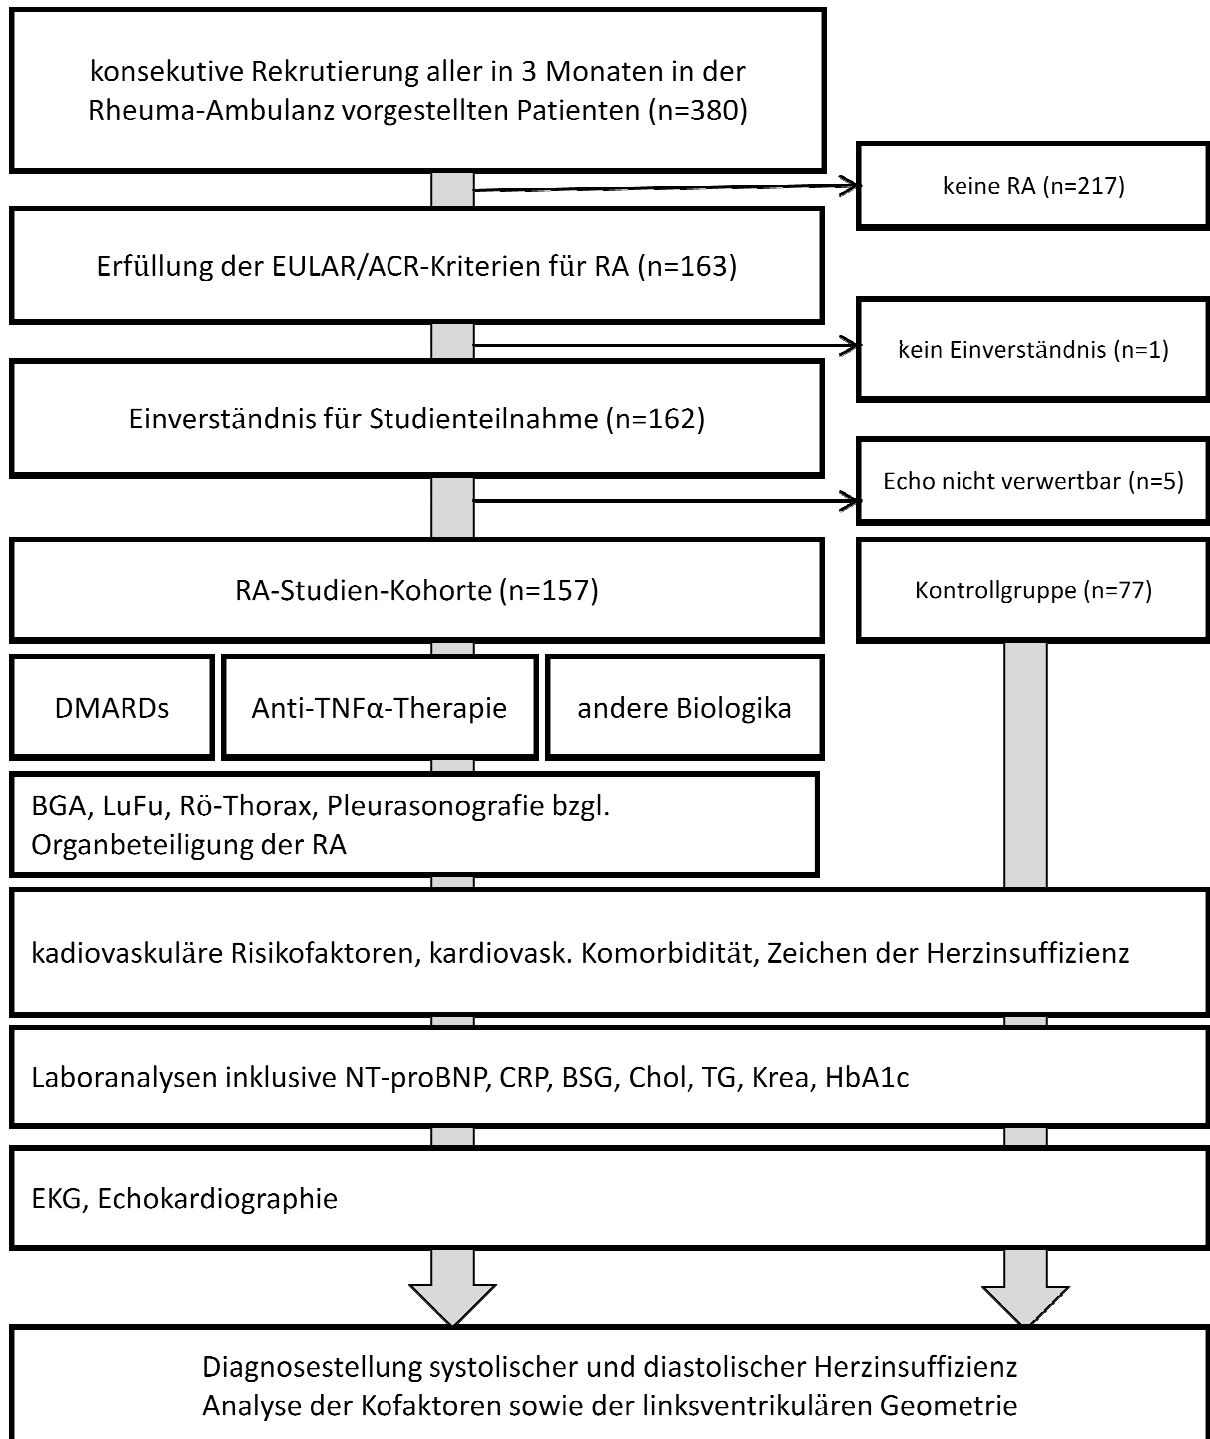 konsekutive Rekrutierung aller in 3 Monaten in der
Rheuma-Ambulanz vorgestellten Patienten (n=380)
keine RA (n=217)
Erfüllung der EULAR/ACR-Kriterien für RA (n=163)
kein Einverständnis (n=1)
Einverständnis für Studienteilnahme (n=162)
Echo nicht verwertbar (n=5)
RA-Studien-Kohorte (n=157)
Kontrollgruppe (n=77)
DMARDs
Anti-TNFα-Therapie
andere Biologika
BGA, LuFu, Rö-Thorax, Pleurasonografie bzgl.
Organbeteiligung der RA
kadiovaskuläre Risikofaktoren, kardiovask. Komorbidität, Zeichen der Herzinsuffizienz
Laboranalysen inklusive NT-proBNP, CRP, BSG, Chol, TG, Krea, HbA1c
EKG, Echokardiographie
Diagnosestellung systolischer und diastolischer Herzinsuffizienz
Analyse der Kofaktoren sowie der linksventrikulären Geometrie